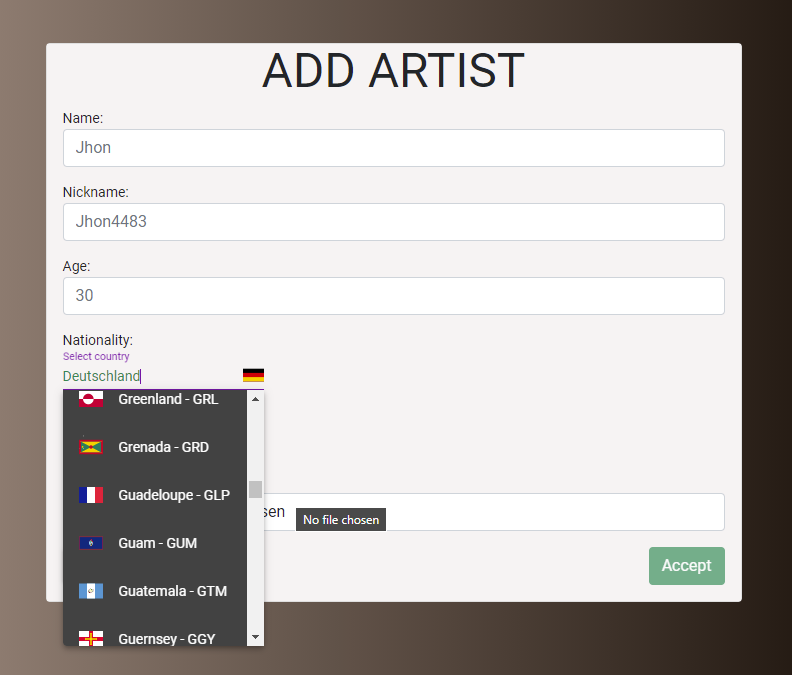 ADD ARTIST
Name:
Jhon
Nickname:
Jhon4483
Age:
30
Nationality:
Select country
Deutschland
Greenland - GRL
Grenada - GRD
Guadeloupe - GLP
sen
No file chosen
Guam - GUM
Accept
Guatemala - GTM
Guernsey - GGY